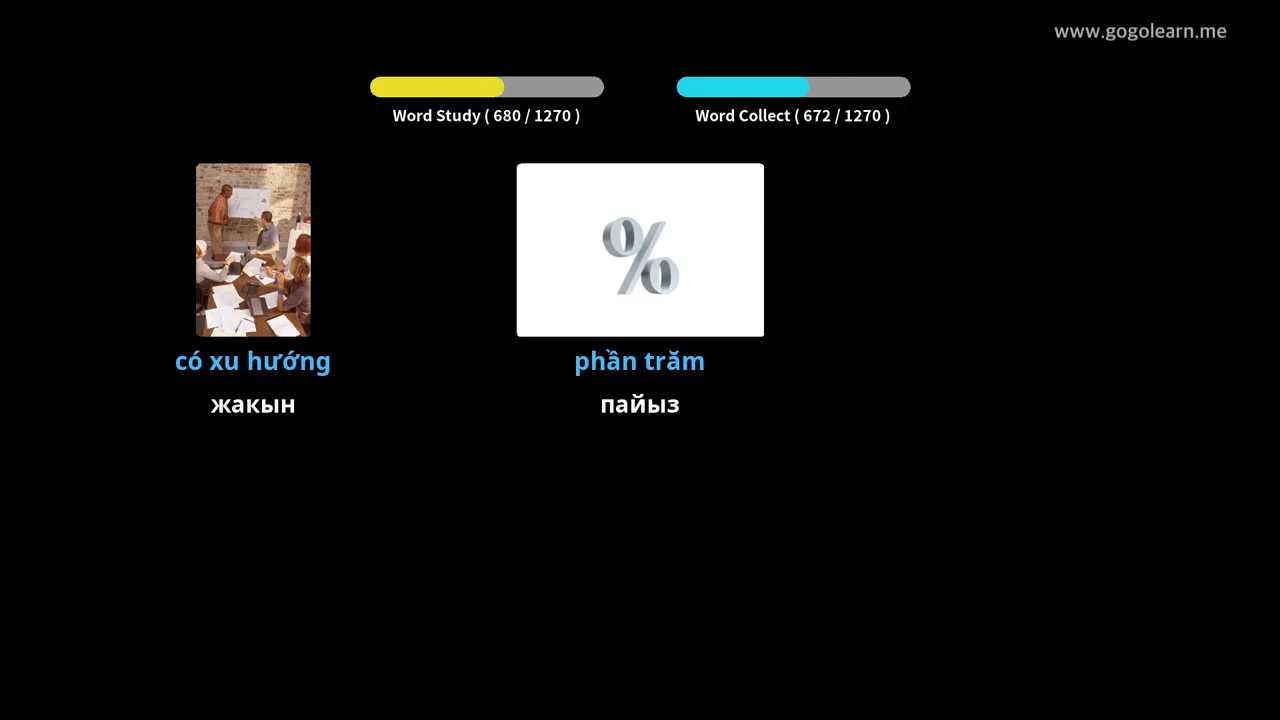 www.gogolearn.me
Word Study ( 680 / 1270 )
Word Collect ( 672 / 1270 )
có xu hướng
phần trăm
жакын
пайыз